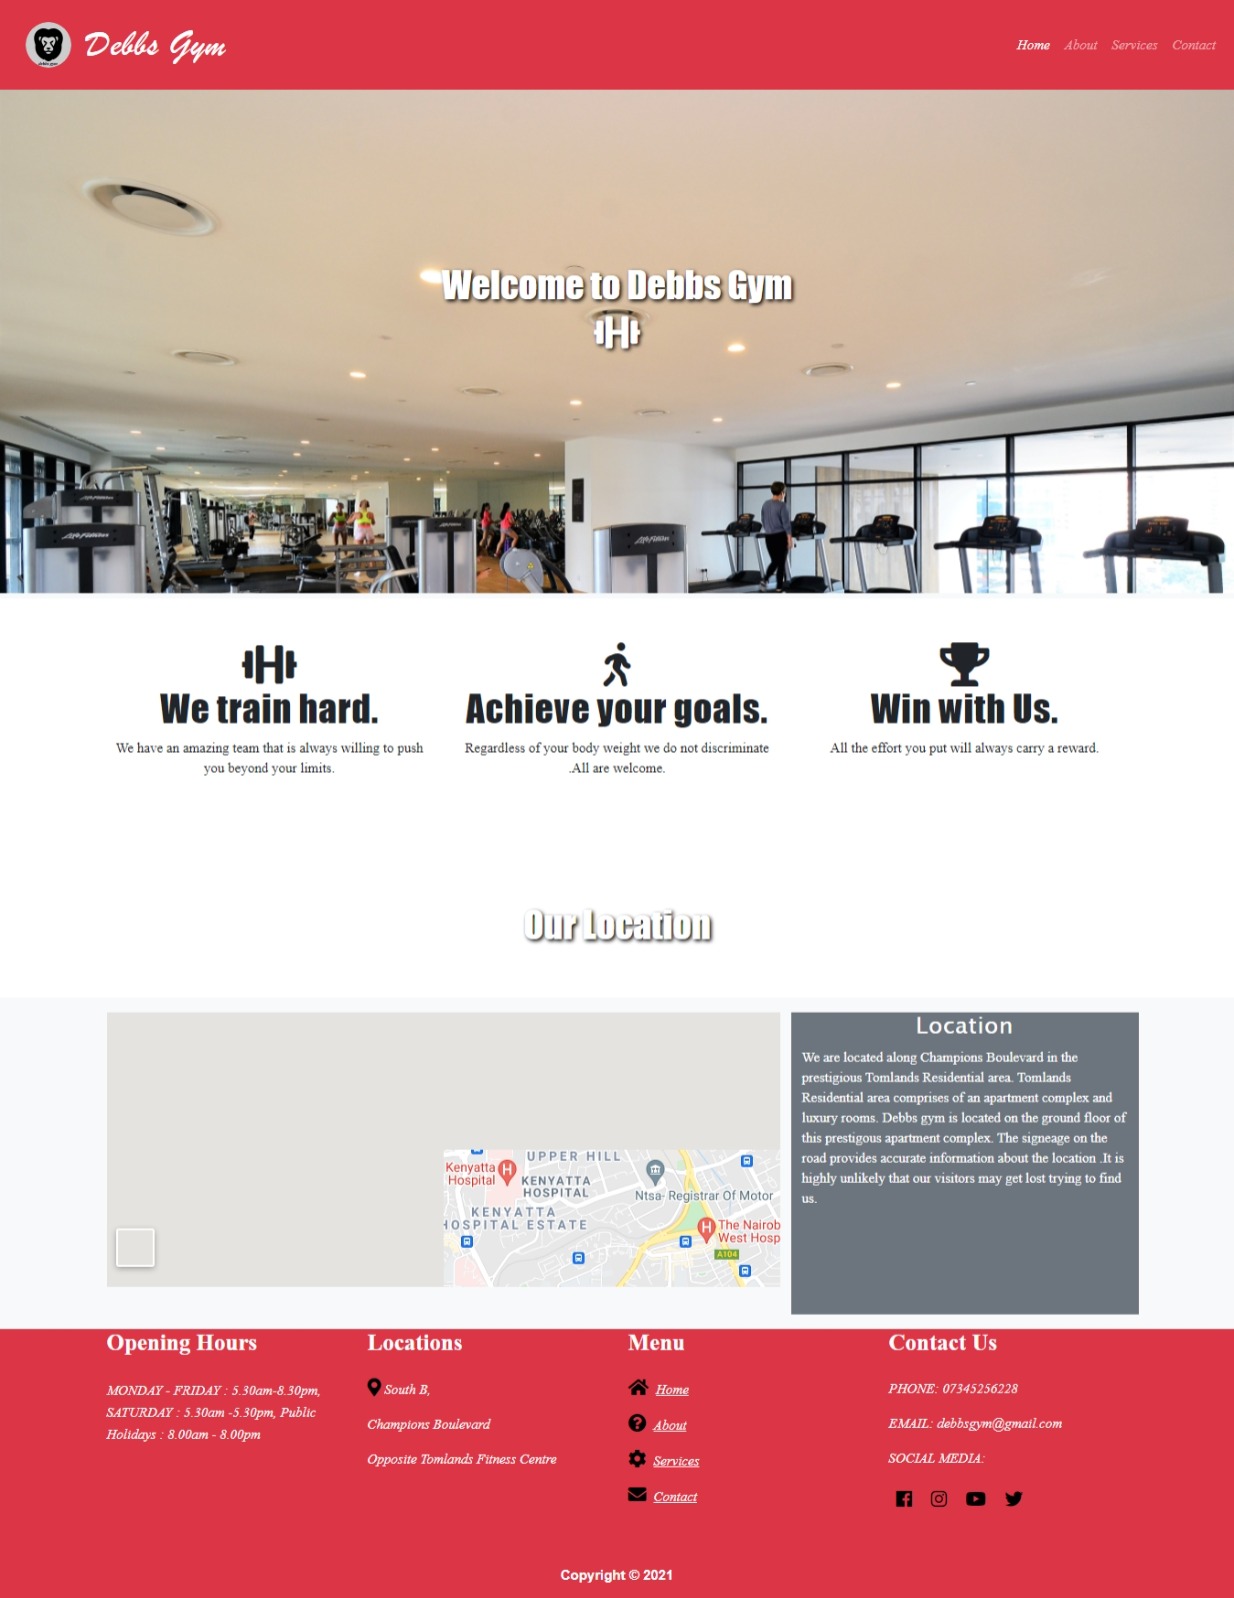 Debbs Gym
Home About Services Contact
Welcome to Debbs Gym
We train hard.
We have an amazing team that is always willing to push
you beyond your limits.
Achieve your goals.
Regardless of your body weight we do not discriminate
.All are welcome.
Win with Us.
All the effort you put will always carry a reward.
Our Location
UPPER HILL
Kenyatta
Hospital
KENYATTA
HOSPITAL
Ntsa- Registrar Of Motor
KENYATTA
HOSPITAL ESTATE
The Nairob
West Hosp
A104
Location
We are located along Champions Boulevard in the
prestigious Tomlands Residential area. Tomlands
Residential area comprises of an apartment complex and
luxury rooms. Debbs gym is located on the ground floor of
this prestigous apartment complex. The signeage on the
road provides accurate information about the location .It is
highly unlikely that our visitors may get lost trying to find
us.
Opening Hours
MONDAY - FRIDAY : 5.30am-8.30pm,
SATURDAY : 5.30am -5.30pm, Public
Holidays : 8.00am - 8.00pm
Locations
South B,
Champions Boulevard
Opposite Tomlands Fitness Centre
Menu
Home
About
Services
Contact
Contact Us
PHONE: 07345256228
EMAIL: debbsgym@gmail.com
SOCIAL MEDIA:
Copyright © 2021